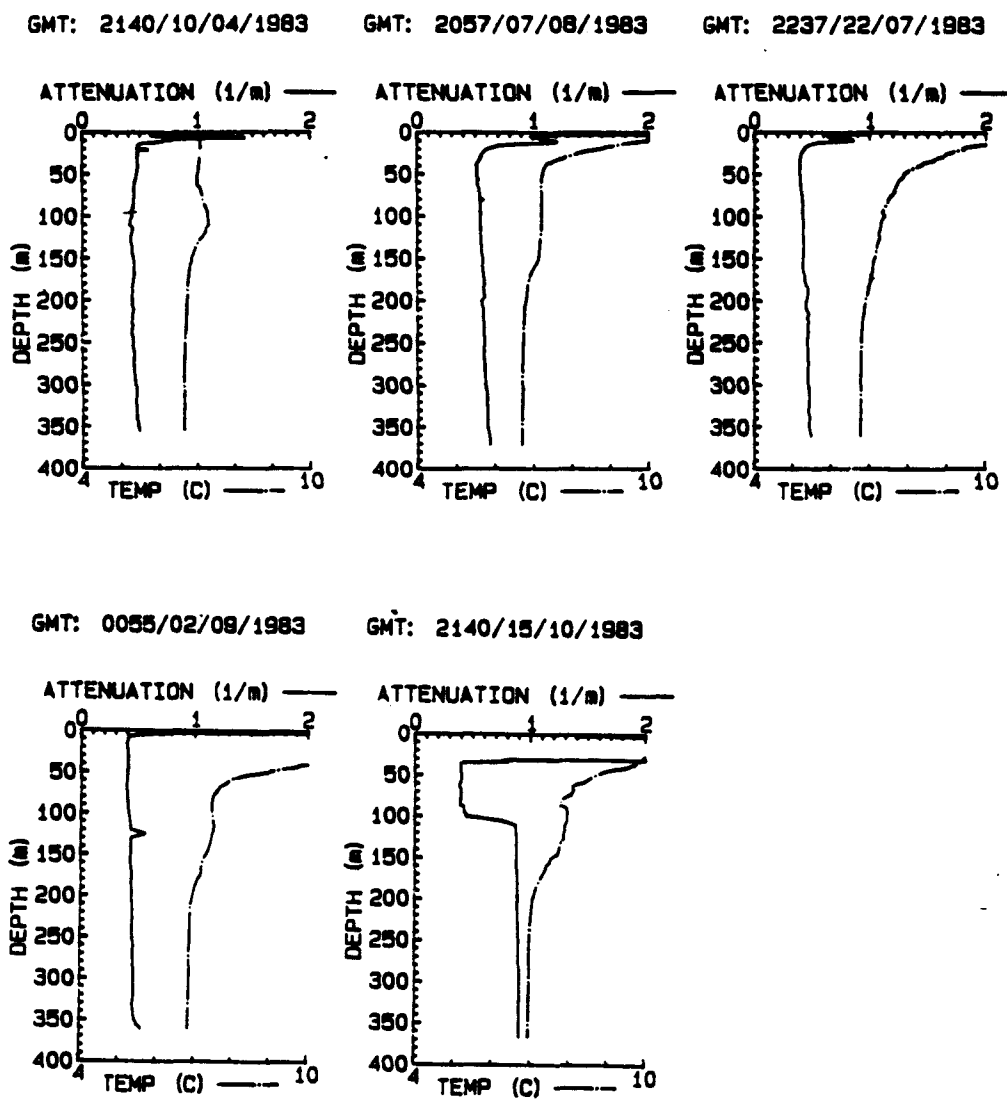 GMT: 2140/10/04/1983
ATTENUATION (1/m)
0 1 2
0
50
100
150
200
250
300
350
400
DEPTH (m)
4 10
TEMP (C)
GMT: 2057/07/08/1983
ATTENUATION (1/m)
0 1 2
0
50
100
150
200
250
300
350
400
DEPTH (m)
4 10
TEMP (C)
GMT: 2237/22/07/1983
ATTENUATION (1/m)
0 1 2
0
50
100
150
200
250
300
350
400
DEPTH (m)
4 10
TEMP (C)
GMT: 0055/02/09/1983
ATTENUATION (1/m)
0 1 2
0
50
100
150
200
250
300
350
400
DEPTH (m)
4 10
TEMP (C)
GMT: 2140/15/10/1983
ATTENUATION (1/m)
0 1 2
0
50
100
150
200
250
300
350
400
DEPTH (m)
4 10
TEMP (C)